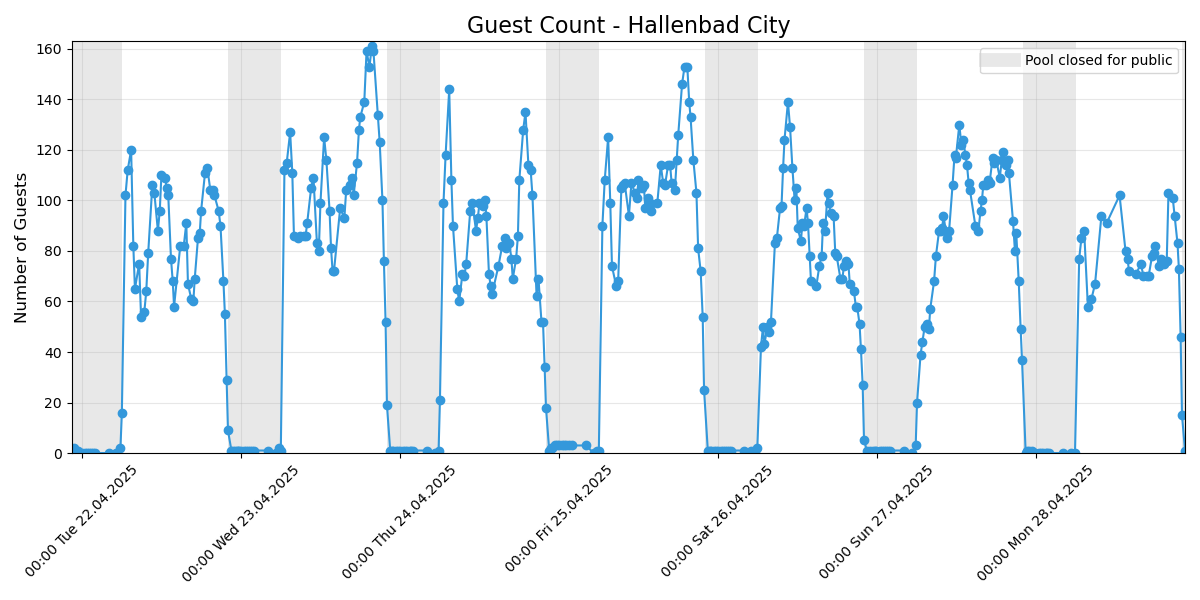 Guest Count - Hallenbad City
Pool closed for public
Number of Guests
160
140
120
100
80
60
40
20
0
00:00 Tue 22.04.2025
00:00 Wed 23.04.2025
00:00 Thu 24.04.2025
00:00 Fri 25.04.2025
00:00 Sat 26.04.2025
00:00 Sun 27.04.2025
00:00 Mon 28.04.2025